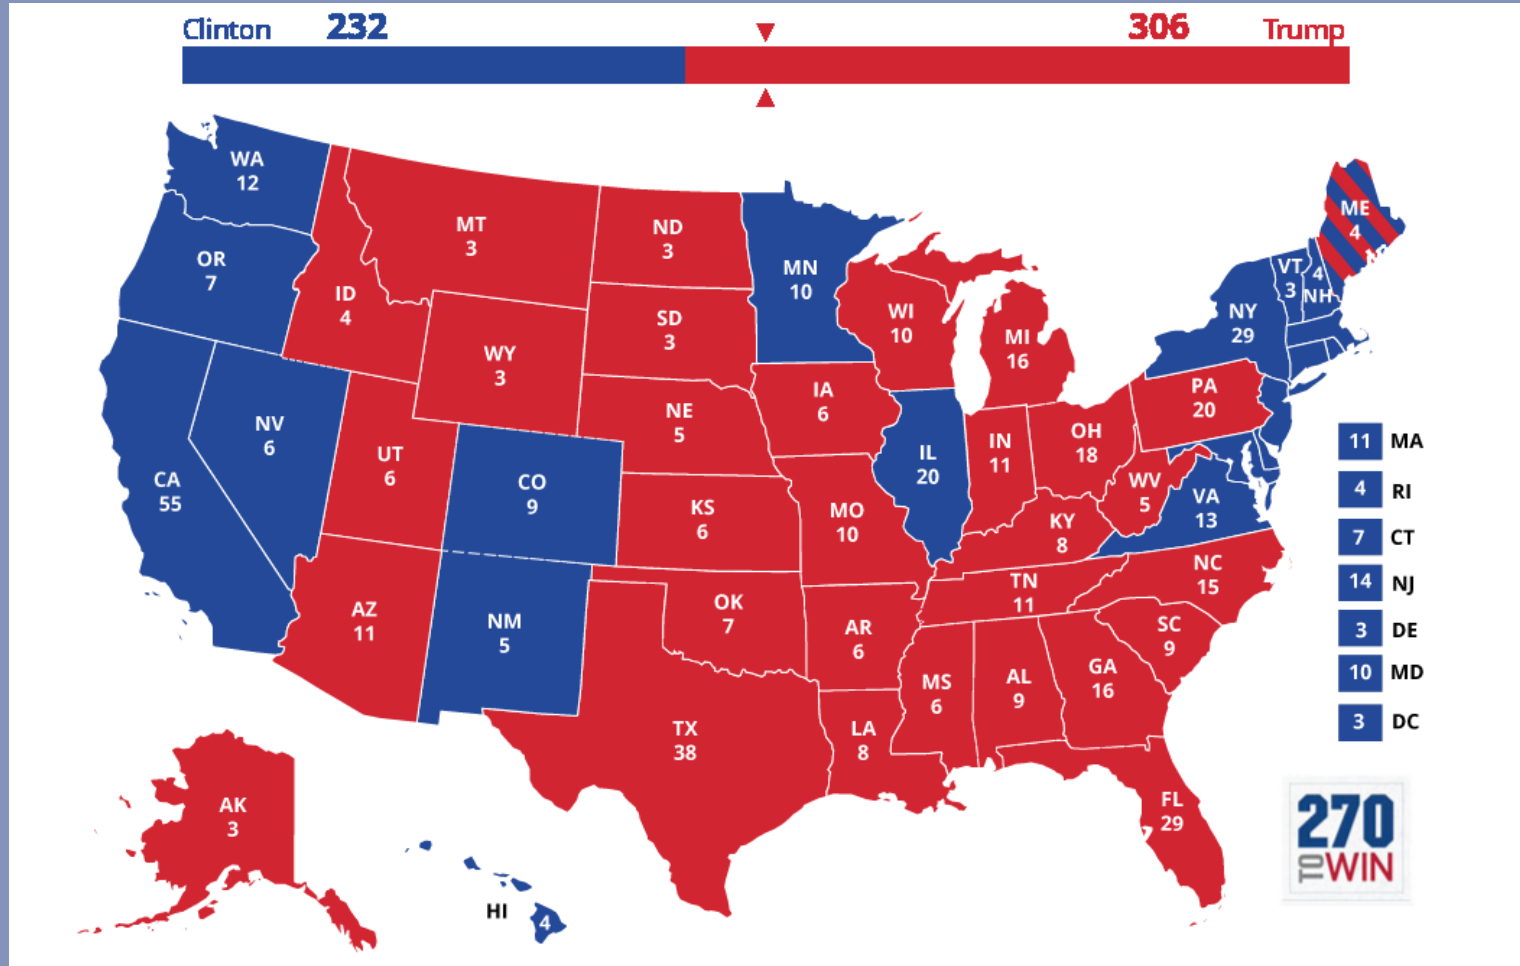 Clinton 232 306 Trump
WA
12
OR
7
CA
55
NV
6
ID
4
MT
3
WY
3
UT
6
AZ
11
CO
9
NM
5
ND
3
SD
3
NE
5
KS
6
OK
7
TX
38
MN
10
IA
6
MO
10
AR
6
LA
8
WI
10
IL
20
MI
16
IN
11
OH
18
KY
8
TN
11
MS
6
AL
9
GA
16
FL
29
SC
9
NC
15
VA
13
WV
5
PA
20
NY
29
VT
3
4
NH
ME
4
11 MA
4 RI
7 CT
14 NJ
3 DE
10 MD
3 DC
AK
3
HI
4
270
TO WIN